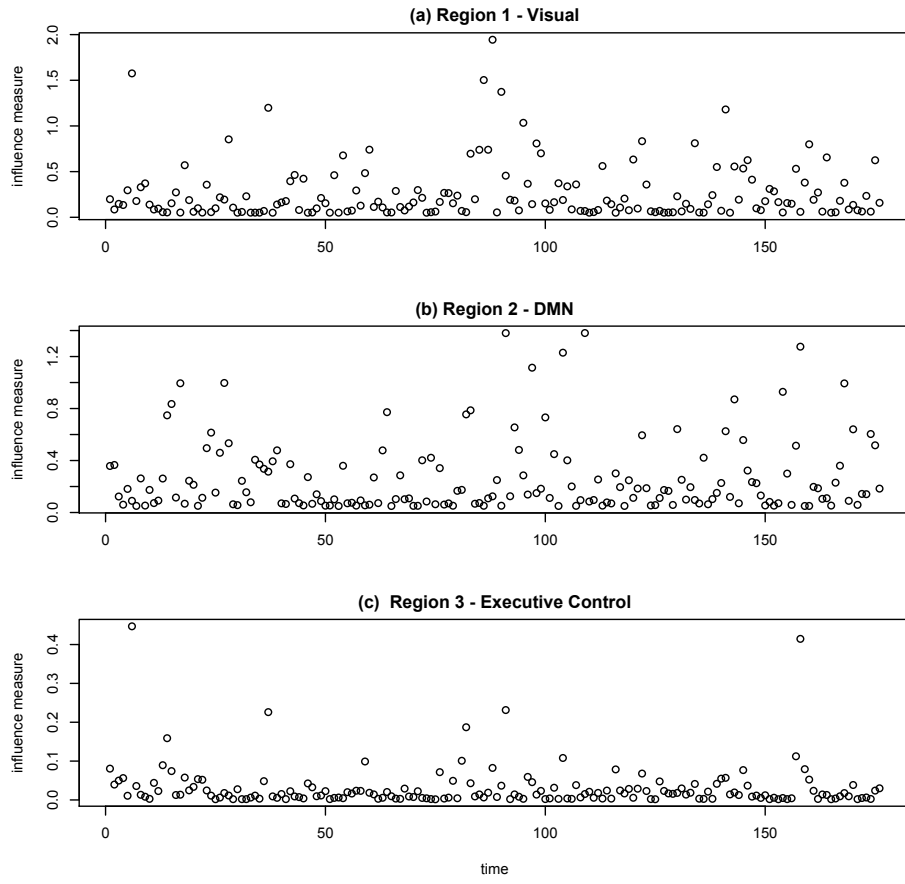 (a) Region 1 - Visual
influence measure
0.0 0.5 1.0 1.5 2.0
0 50 100 150
(b) Region 2 - DMN
influence measure
0.0 0.4 0.8 1.2
0 50 100 150
(c) Region 3 - Executive Control
influence measure
0.0 0.1 0.2 0.3 0.4
0 50 100 150
time